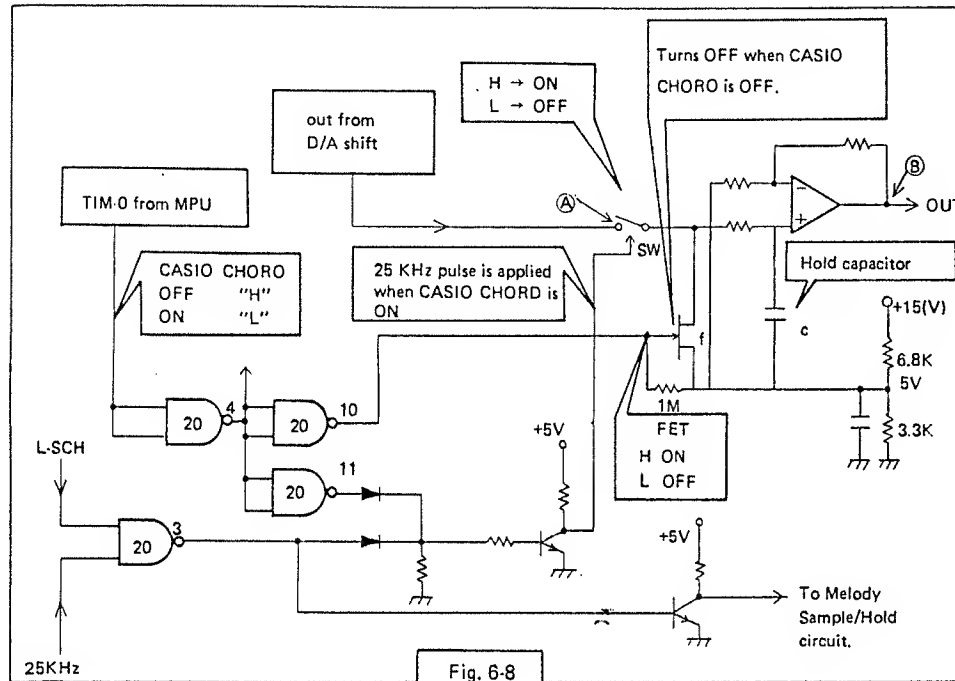 H → ON
L → OFF
Turns OFF when CASIO
CHORO is OFF.
out from
D/A shift
TIM-0 from MPU
A
SW
B
OUT
CASIO CHORO
OFF "H"
ON "L"
25 KHz pulse is applied
when CASIO CHORD is
ON
Hold capacitor
c
f
+15(V)
6.8K
5V
3.3K
1M
FET
H ON
L OFF
20
4
20
10
20
11
L-SCH
20
3
25KHz
+5V
+5V
To Melody
Sample/Hold
circuit.
Fig. 6-8